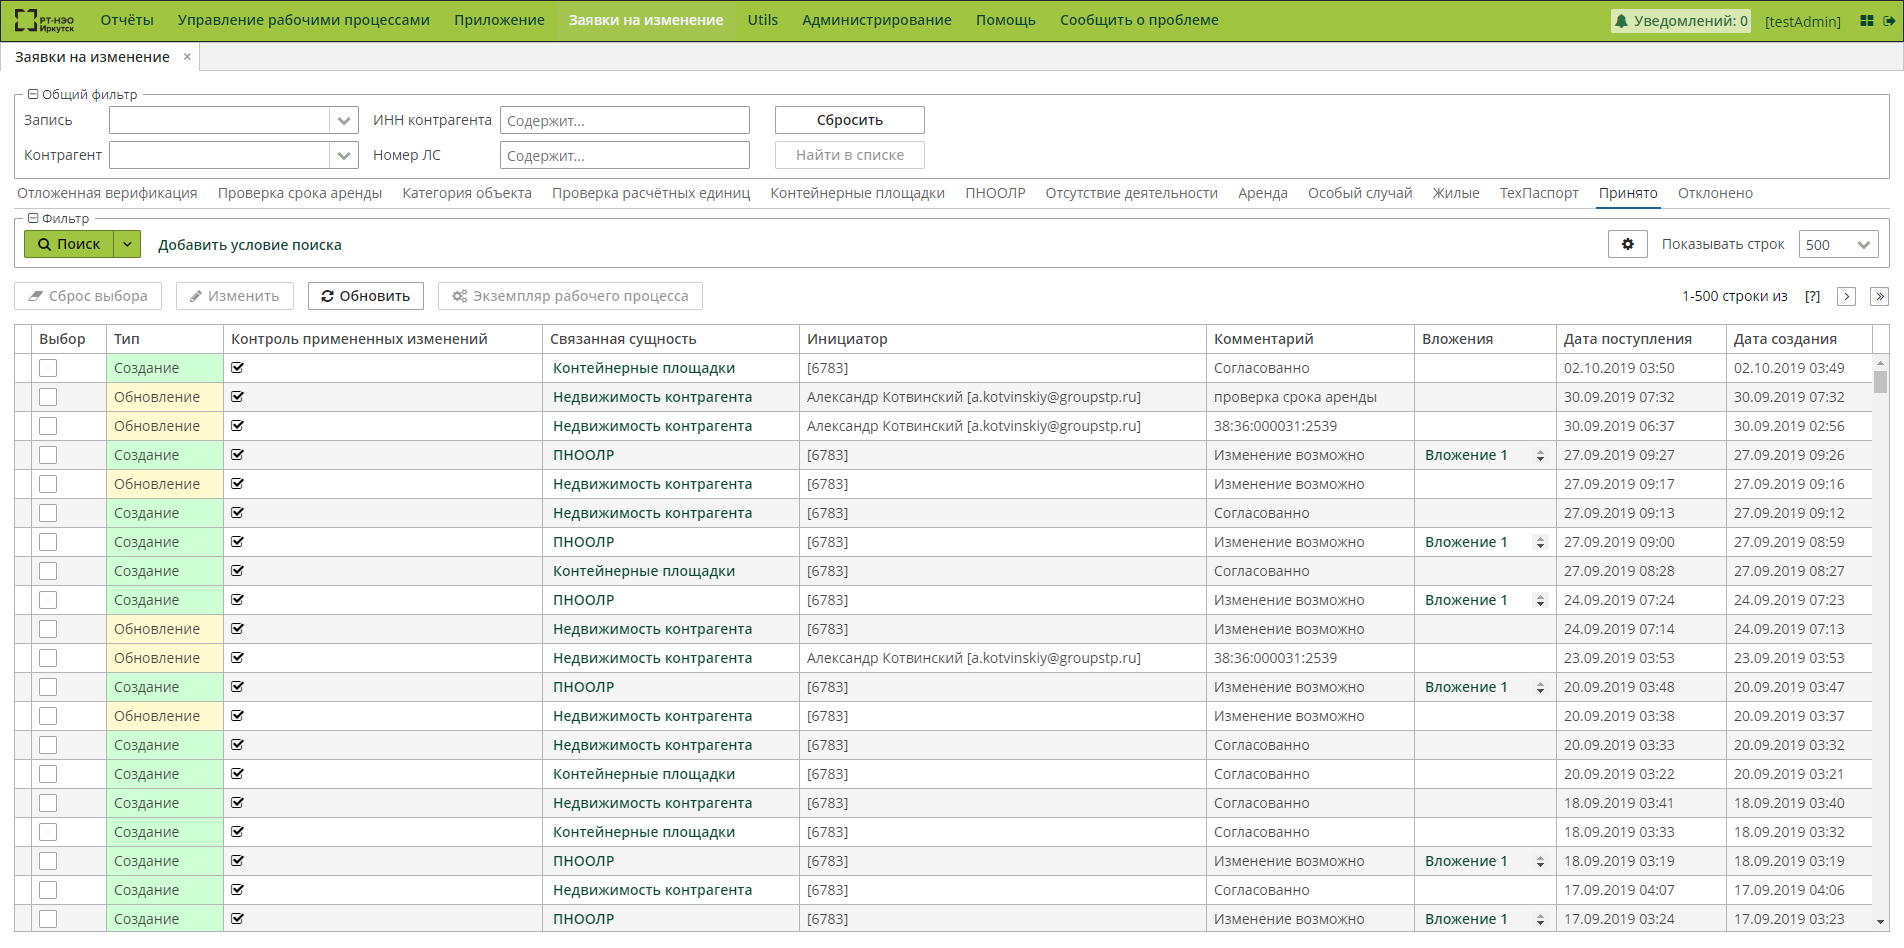 РТ-НЭО Иркутск Отчёты Управление рабочими процессами Приложение Заявки на изменение Utils Администрирование Помощь Сообщить о проблеме Уведомлений: 0 [testAdmin]
Заявки на изменение ×
Общий фильтр
Запись ИНН контрагента Содержит... Сбросить
Контрагент Номер ЛС Содержит... Найти в списке
Отложенная верификация Проверка срока аренды Категория объекта Проверка расчётных единиц Контейнерные площадки ПНООЛР Отсутствие деятельности Аренда Особый случай Жилые ТехПаспорт Принято Отклонено
Фильтр
Поиск Добавить условие поиска Показывать строк 500
Сброс выбора Изменить Обновить Экземпляр рабочего процесса 1-500 строки из [?]
Выбор Тип Контроль примененных изменений Связанная сущность Инициатор Комментарий Вложения Дата поступления Дата создания
Создание Контейнерные площадки [6783] Согласованно 02.10.2019 03:50 02.10.2019 03:49
Обновление Недвижимость контрагента Александр Котвинский [a.kotvinskiy@groupstp.ru] проверка срока аренды 30.09.2019 07:32 30.09.2019 07:32
Обновление Недвижимость контрагента Александр Котвинский [a.kotvinskiy@groupstp.ru] 38:36:000031:2539 30.09.2019 06:37 30.09.2019 02:56
Создание ПНООЛР [6783] Изменение возможно Вложение 1 27.09.2019 09:27 27.09.2019 09:26
Обновление Недвижимость контрагента [6783] Изменение возможно 27.09.2019 09:17 27.09.2019 09:16
Создание Недвижимость контрагента [6783] Согласованно 27.09.2019 09:13 27.09.2019 09:12
Создание ПНООЛР [6783] Изменение возможно Вложение 1 27.09.2019 09:00 27.09.2019 08:59
Создание Контейнерные площадки [6783] Согласованно 27.09.2019 08:28 27.09.2019 08:27
Создание ПНООЛР [6783] Изменение возможно Вложение 1 24.09.2019 07:24 24.09.2019 07:23
Обновление Недвижимость контрагента [6783] Изменение возможно 24.09.2019 07:14 24.09.2019 07:13
Обновление Недвижимость контрагента Александр Котвинский [a.kotvinskiy@groupstp.ru] 38:36:000031:2539 23.09.2019 03:53 23.09.2019 03:53
Создание ПНООЛР [6783] Изменение возможно Вложение 1 20.09.2019 03:48 20.09.2019 03:47
Обновление Недвижимость контрагента [6783] Изменение возможно 20.09.2019 03:38 20.09.2019 03:37
Создание Недвижимость контрагента [6783] Согласованно 20.09.2019 03:33 20.09.2019 03:32
Создание Контейнерные площадки [6783] Согласованно 20.09.2019 03:22 20.09.2019 03:21
Создание Недвижимость контрагента [6783] Согласованно 18.09.2019 03:41 18.09.2019 03:40
Создание Контейнерные площадки [6783] Согласованно 18.09.2019 03:33 18.09.2019 03:32
Создание ПНООЛР [6783] Изменение возможно Вложение 1 18.09.2019 03:19 18.09.2019 03:19
Создание Недвижимость контрагента [6783] Согласованно 17.09.2019 04:07 17.09.2019 04:06
Создание ПНООЛР [6783] Изменение возможно Вложение 1 17.09.2019 03:24 17.09.2019 03:23